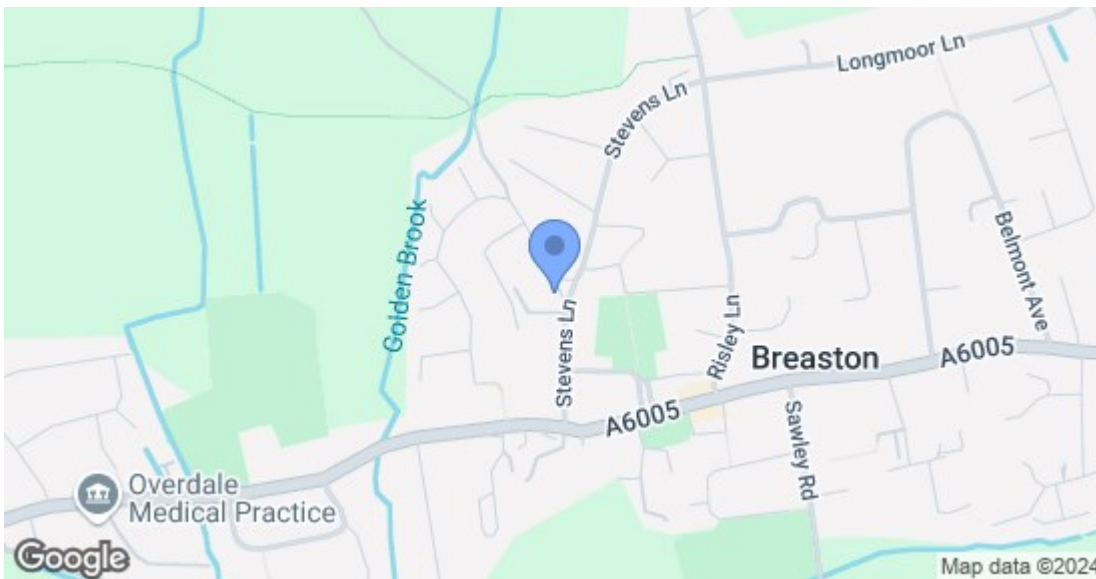 Longmoor Ln
Stevens Ln
Golden Brook
Belmont Ave
Stevens Ln
Risley Ln
Breaston
A6005
A6005
Sawley Rd
Overdale
Medical Practice
Google
Map data ©2024